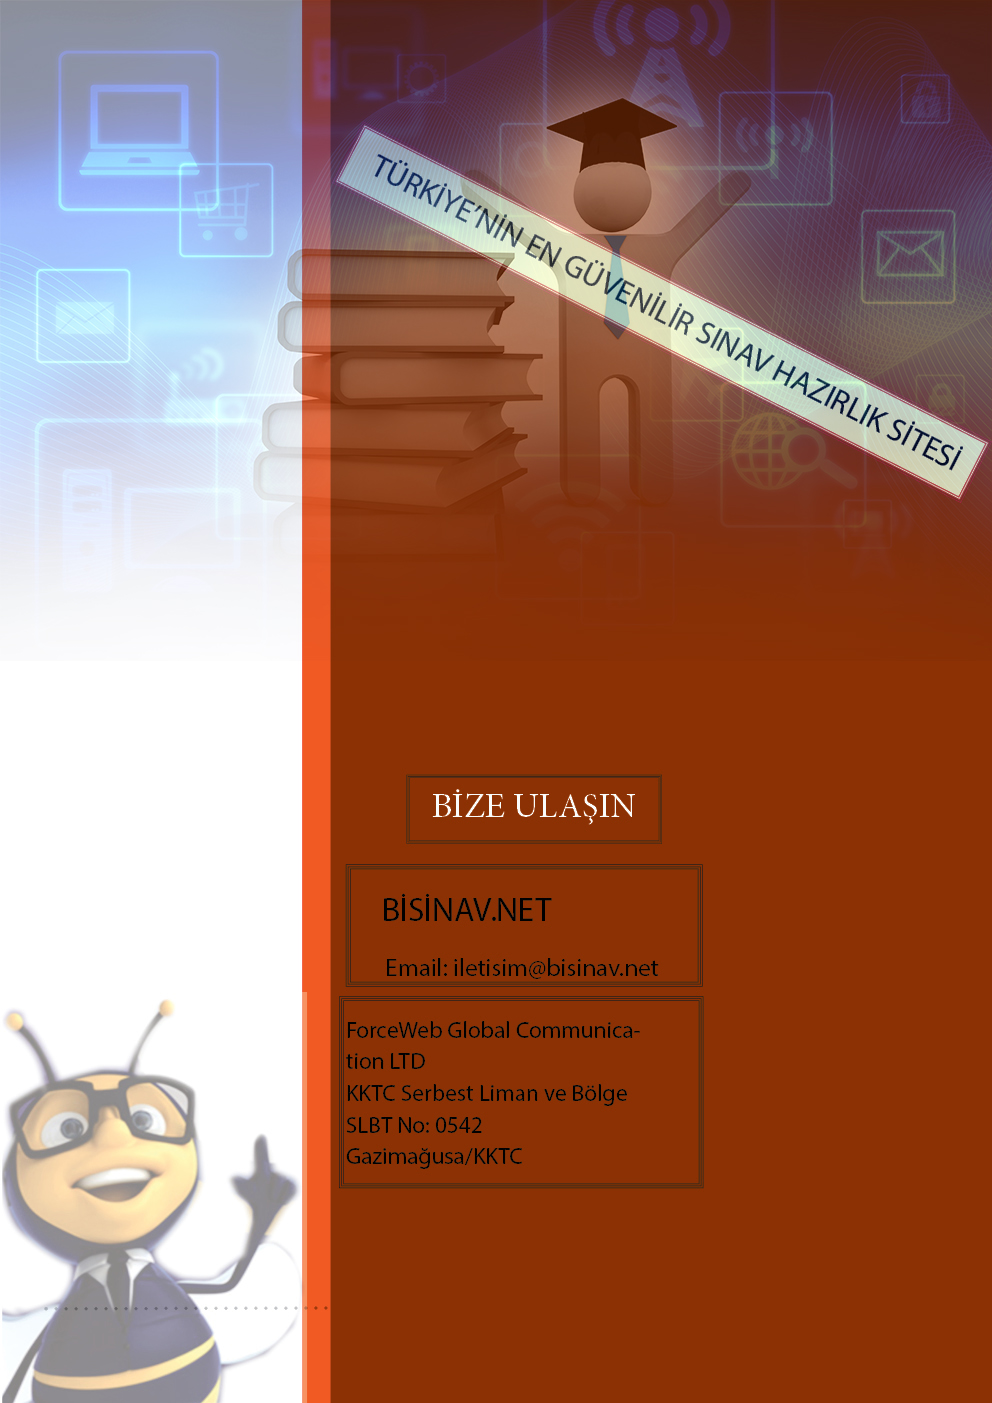 TÜRKİYE'NİN EN GÜVENİLİR SINAV HAZIRLIK SİTESİ
BİZE ULAŞIN
BİSİNAV.NET
Email: iletisim@bisinav.net
ForceWeb Global Communica-
tion LTD
KKTC Serbest Liman ve Bölge
SLBT No: 0542
Gazimağusa/KKTC